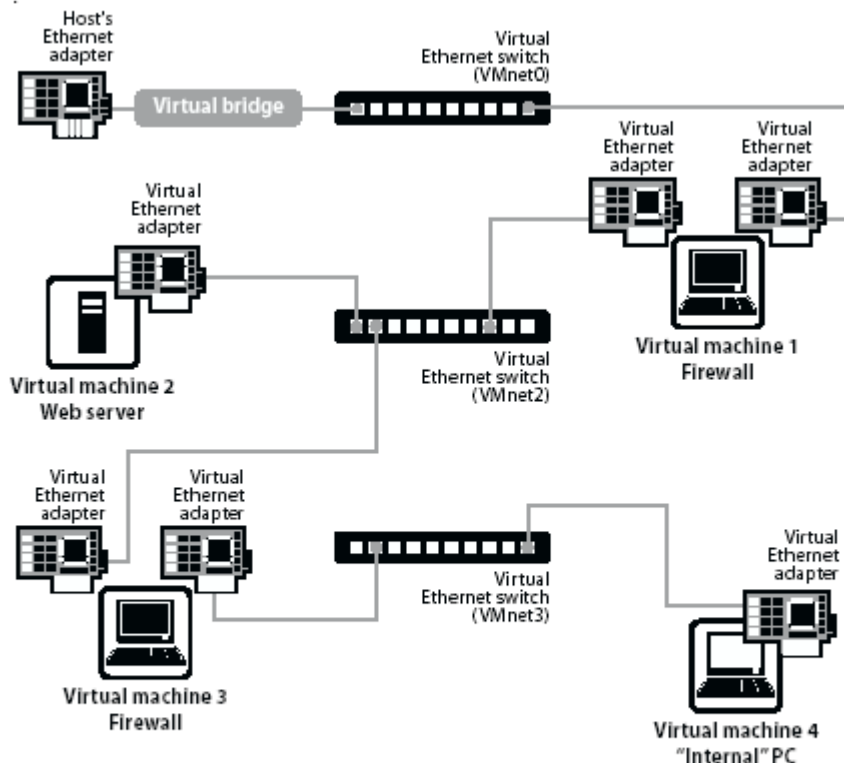 Host's
Ethernet
adapter
Virtual bridge
Virtual
Ethernet switch
(VMnet0)
Virtual
Ethernet
adapter
Virtual
Ethernet
adapter
Virtual
Ethernet
adapter
Virtual machine 1
Firewall
Virtual
Ethernet switch
(VMnet2)
Virtual machine 2
Web server
Virtual
Ethernet
adapter
Virtual
Ethernet
adapter
Virtual
Ethernet switch
(VMnet3)
Virtual
Ethernet
adapter
Virtual machine 3
Firewall
Virtual machine 4
"Internal" PC